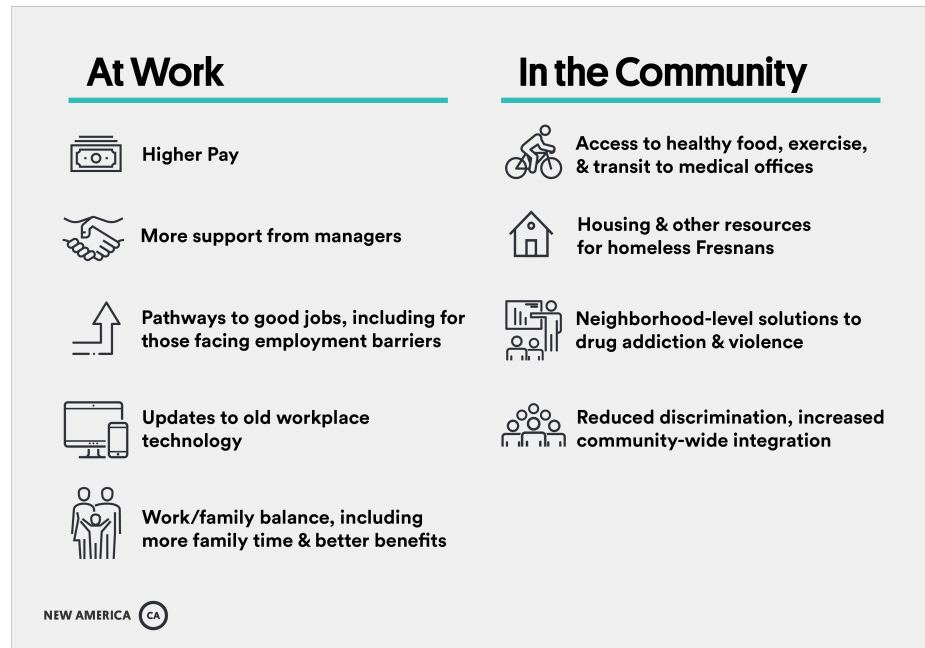 At Work
Higher Pay
More support from managers
Pathways to good jobs, including for
those facing employment barriers
Updates to old workplace
technology
Work/family balance, including
more family time & better benefits
In the Community
Access to healthy food, exercise,
& transit to medical offices
Housing & other resources
for homeless Fresnans
Neighborhood-level solutions to
drug addiction & violence
Reduced discrimination, increased
community-wide integration
NEW AMERICA CA